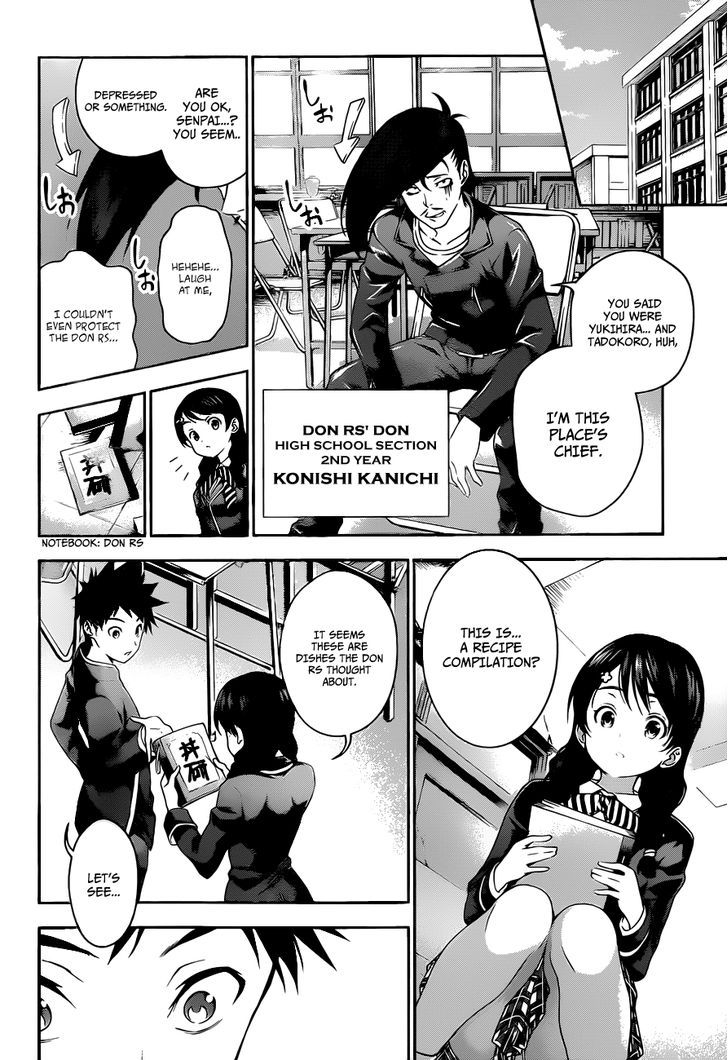 YOU SAID
YOU WERE
YUKIHIRA... AND
TADOKORO, HUH,
I'M THIS
PLACE'S
CHIEF.
しお
しお
DON RS' DON
HIGH SCHOOL SECTION
2ND YEAR
KONISHI KANICHI
ARE
YOU OK,
SENPAI...?
YOU SEEM..
DEPRESSED
OR SOMETHING.
しお
しお
HEHEHE...
LAUGH
AT ME,
I COULDN'T
EVEN PROTECT
THE DON RS...
丼研
NOTEBOOK: DON RS
THIS IS...
A RECIPE
COMPILATION?
IT SEEMS
THESE ARE
DISHES THE DON
RS THOUGHT
ABOUT.
丼研
LET'S
SEE...